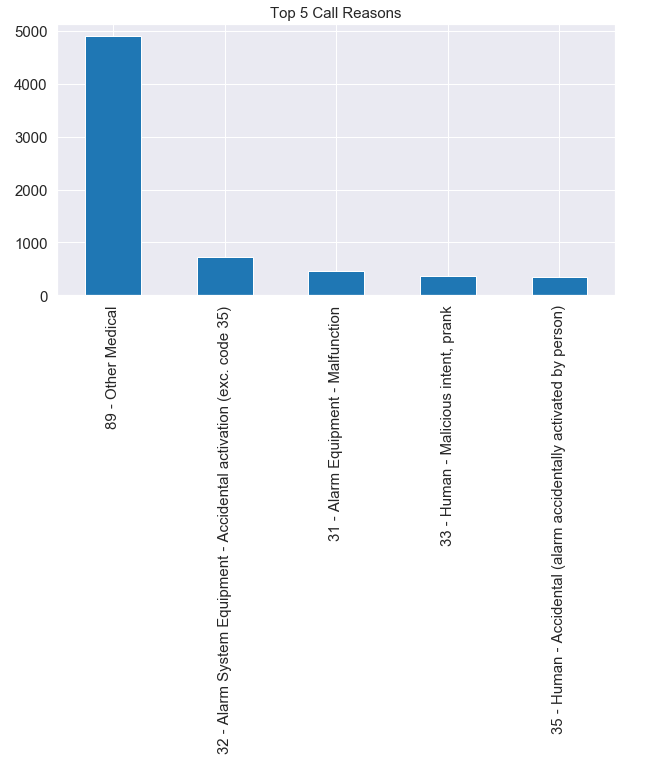 Top 5 Call Reasons
5000
4000
3000
2000
1000
0
89 - Other Medical
32 - Alarm System Equipment - Accidental activation (exc. code 35)
31 - Alarm Equipment - Malfunction
33 - Human - Malicious intent, prank
35 - Human - Accidental (alarm accidentally activated by person)